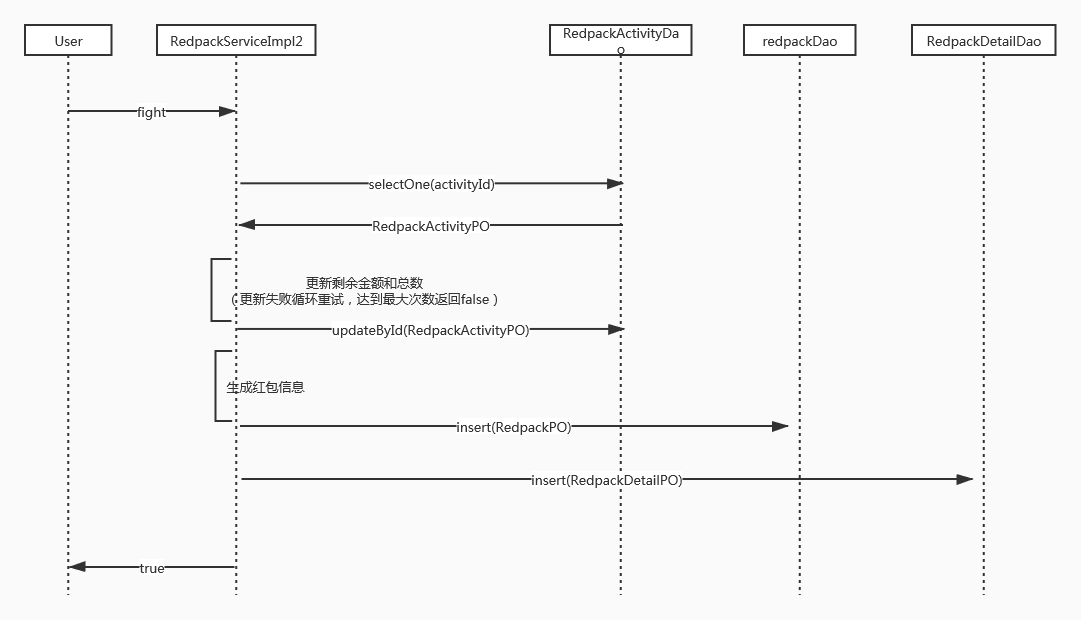 User
RedpackServiceImpl2
RedpackActivityDa
o
redpackDao
RedpackDetailDao
fight
selectOne(activityId)
RedpackActivityPO
更新剩余金额和总数
（更新失败循环重试，达到最大次数返回false）
updateById(RedpackActivityPO)
生成红包信息
insert(RedpackPO)
insert(RedpackDetailPO)
true